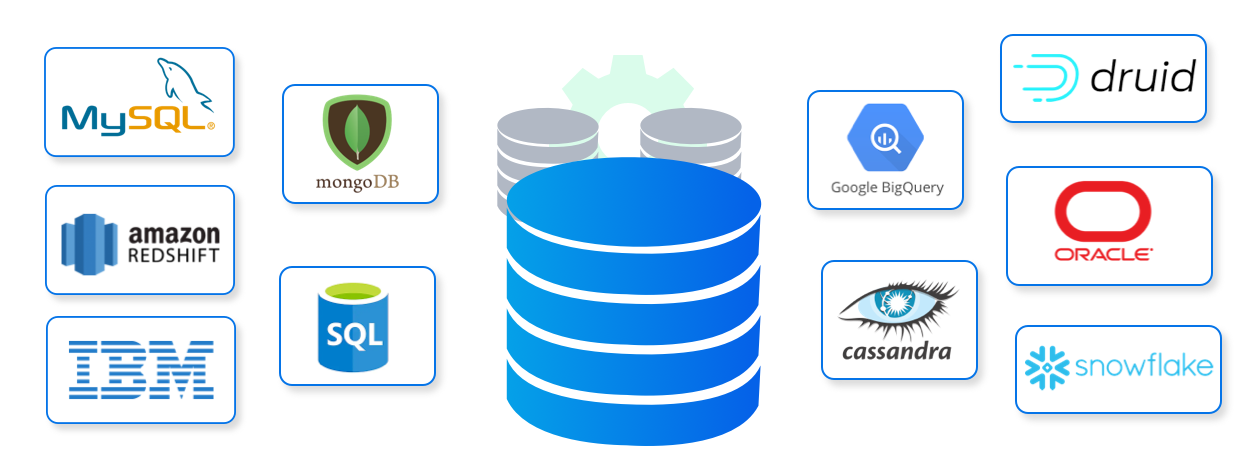 MySQL®
amazon
REDSHIFT
IBM
mongoDB
SQL
Google BigQuery
cassandra
druid
ORACLE
snowflake